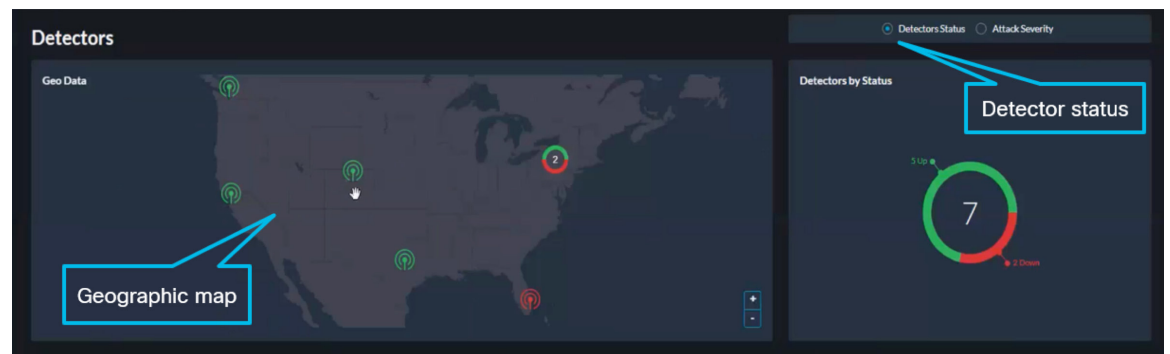 Detectors
Detectors Status
Attack Severity
Geo Data
2
+
-
Geographic map
Detectors by Status
Detector status
5 Up
7
2 Down